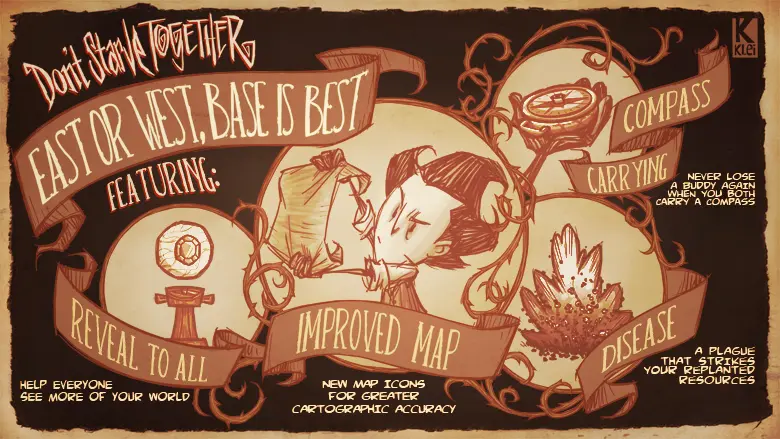 Don't Starve TOGETHER
KLei
EAST OR WEST, BASE IS BEST
FEATURING:
COMPASS
CARRYING
NEVER LOSE
A BUDDY AGAIN
WHEN YOU BOTH
CARRY A COMPASS
REVEAL TO ALL
HELP EVERYONE
SEE MORE OF YOUR WORLD
IMPROVED MAP
NEW MAP ICONS
FOR GREATER
CARTOGRAPHIC ACCURACY
DISEASE
A PLAGUE
THAT STRIKES
YOUR REPLANTED
RESOURCES